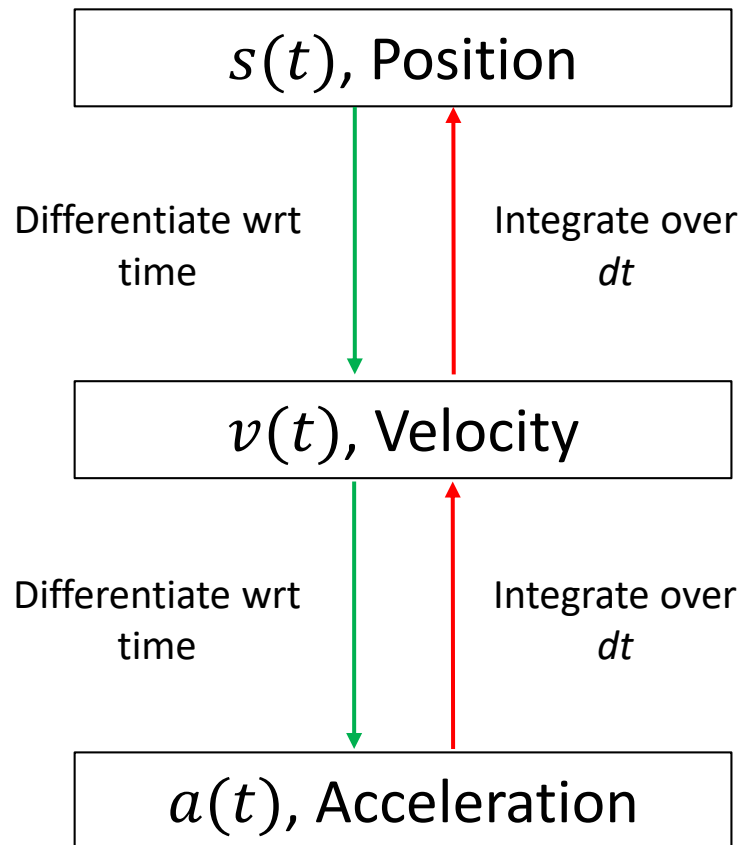 s(t), Position
Differentiate wrt
time
Integrate over
dt
v(t), Velocity
Differentiate wrt
time
Integrate over
dt
a(t), Acceleration